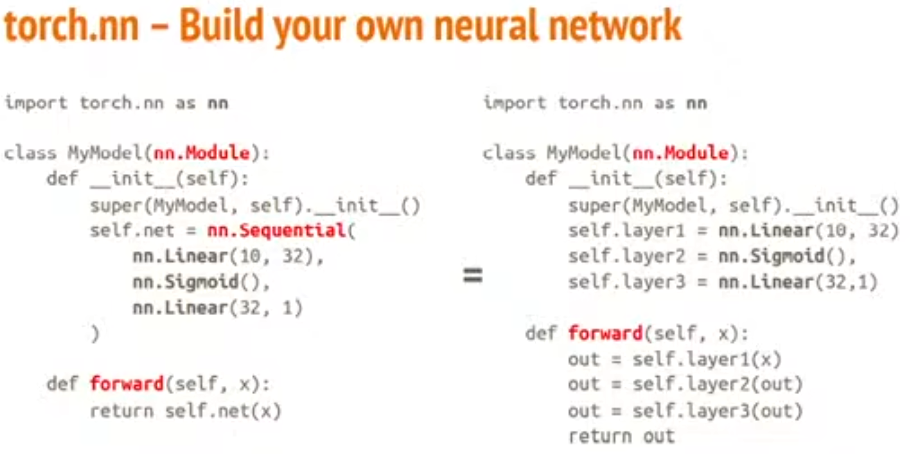 torch.nn – Build your own neural network
import torch.nn as nn
class MyModel(nn.Module):
    def __init__(self):
        super(MyModel, self).__init__()
        self.net = nn.Sequential(
            nn.Linear(10, 32),
            nn.Sigmoid(),
            nn.Linear(32, 1)
        )
    def forward(self, x):
        return self.net(x)
=
import torch.nn as nn
class MyModel(nn.Module):
    def __init__(self):
        super(MyModel, self).__init__()
        self.layer1 = nn.Linear(10, 32)
        self.layer2 = nn.Sigmoid(),
        self.layer3 = nn.Linear(32,1)
    def forward(self, x):
        out = self.layer1(x)
        out = self.layer2(out)
        out = self.layer3(out)
        return out